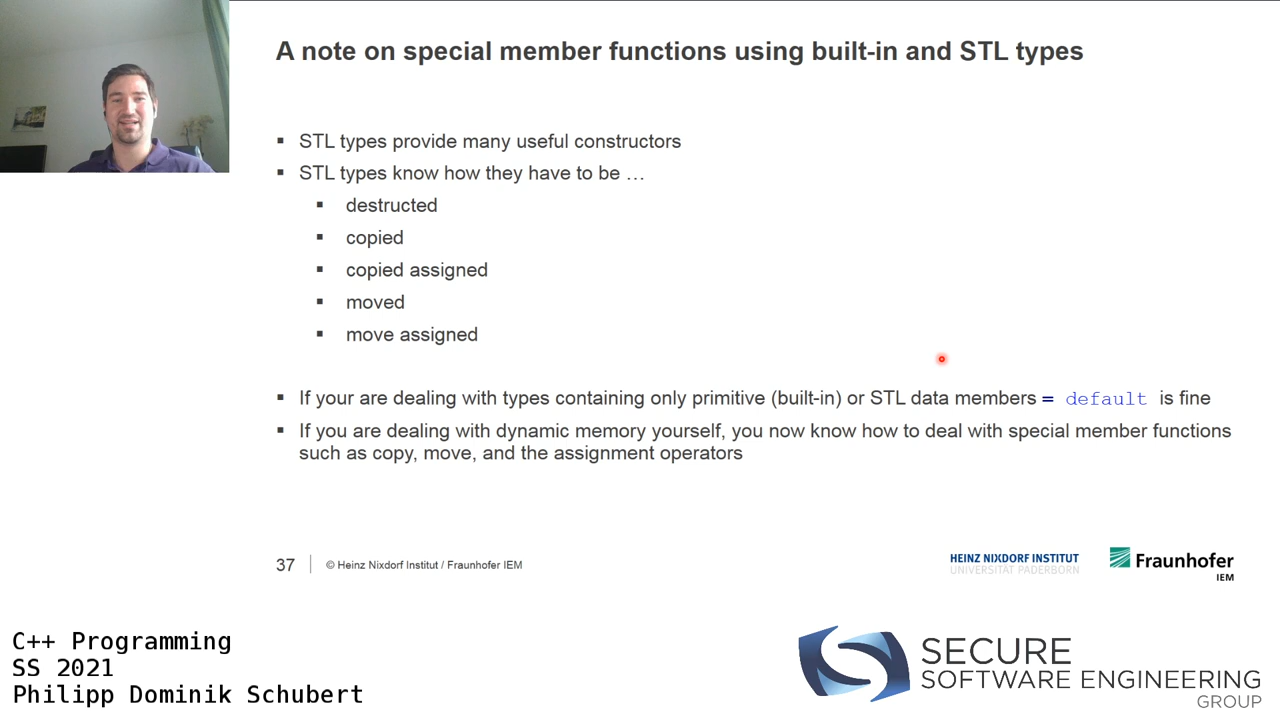 A note on special member functions using built-in and STL types
▪ STL types provide many useful constructors
▪ STL types know how they have to be …
▪ destructed
▪ copied
▪ copied assigned
▪ moved
▪ move assigned
▪ If your are dealing with types containing only primitive (built-in) or STL data members = default is fine
▪ If you are dealing with dynamic memory yourself, you now know how to deal with special member functions
such as copy, move, and the assignment operators
37 | © Heinz Nixdorf Institut / Fraunhofer IEM
HEINZ NIXDORF INSTITUT
UNIVERSITÄT PADERBORN
Fraunhofer
IEM
C++ Programming
SS 2021
Philipp Dominik Schubert
SECURE
SOFTWARE ENGINEERING
GROUP